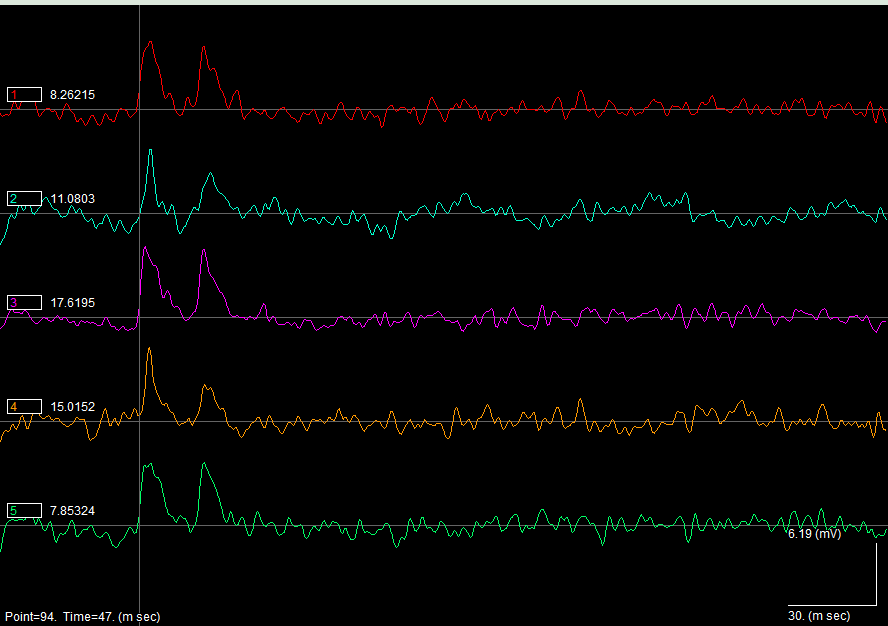 1 8.26215
2 11.0803
3 17.6195
4 15.0152
5 7.85324
6.19 (mV)
30. (m sec)
Point=94. Time=47. (m sec)